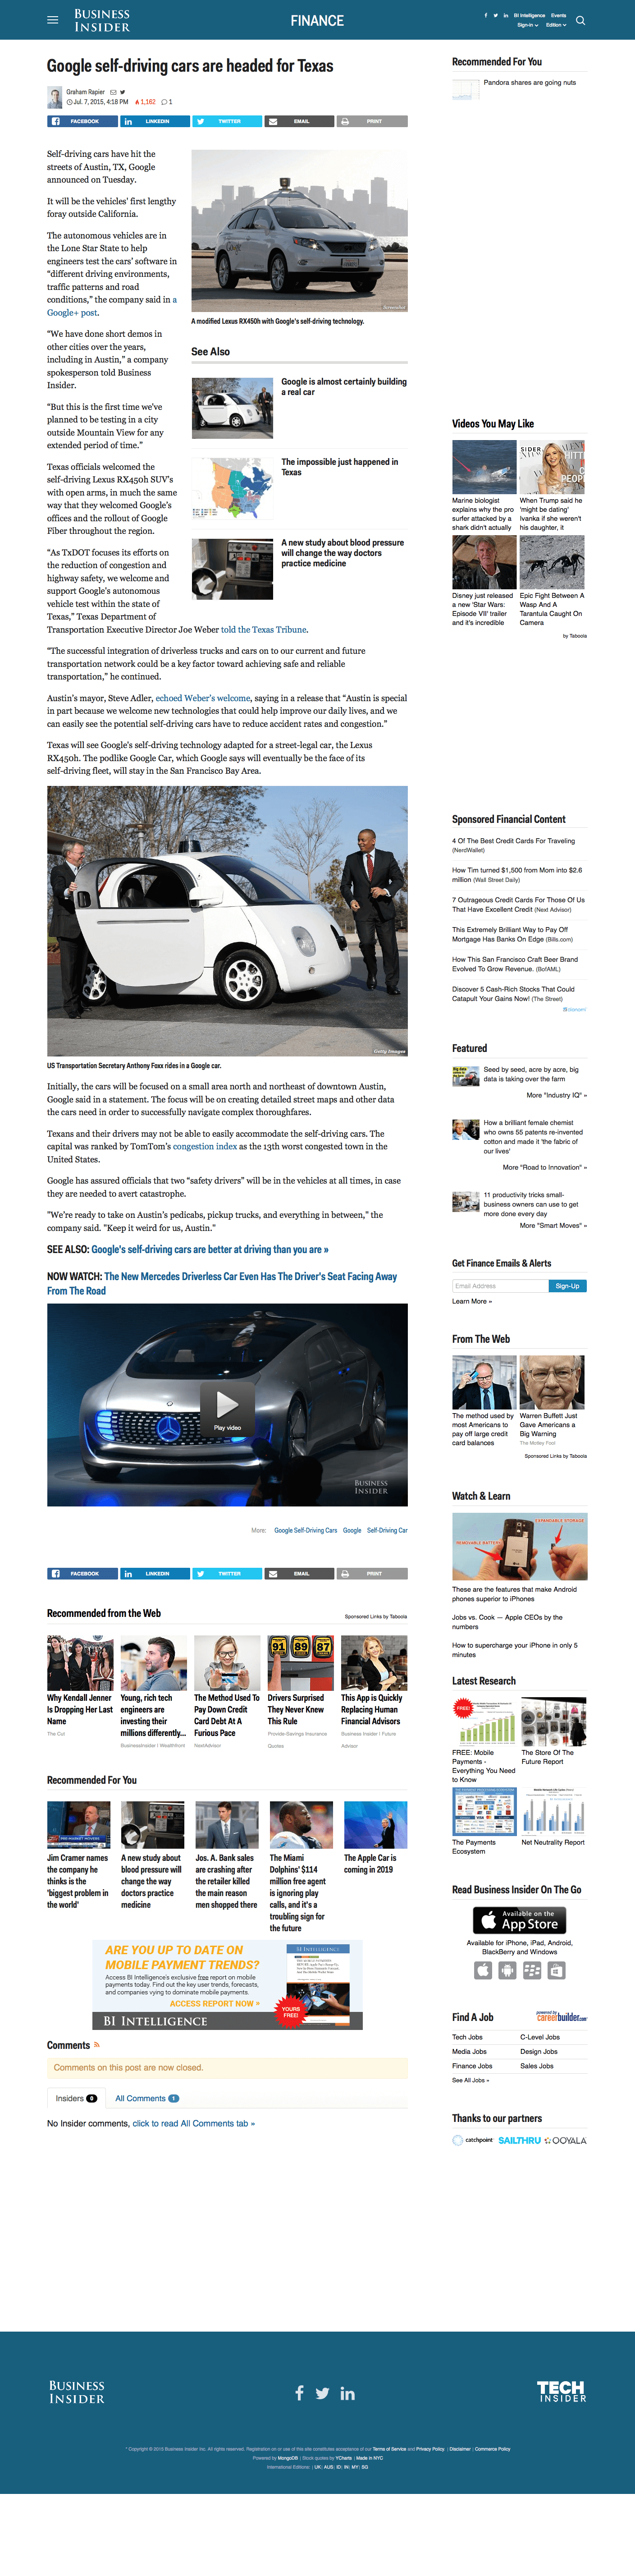 BUSINESS
INSIDER
FINANCE
BI Intelligence Events
Sign-in Edition
Google self-driving cars are headed for Texas
Graham Rapier
Jul. 7, 2015, 4:18 PM 1,162 1
FACEBOOK LINKEDIN TWITTER EMAIL PRINT
Self-driving cars have hit the
streets of Austin, TX, Google
announced on Tuesday.
It will be the vehicles' first lengthy
foray outside California.
The autonomous vehicles are in
the Lone Star State to help
engineers test the cars' software in
“different driving environments,
traffic patterns and road
conditions,” the company said in a
Google+ post.
“We have done short demos in
other cities over the years,
including in Austin,” a company
spokesperson told Business
Insider.
“But this is the first time we've
planned to be testing in a city
outside Mountain View for any
extended period of time.”
Texas officials welcomed the
self-driving Lexus RX450h SUV's
with open arms, in much the same
way that they welcomed Google's
offices and the rollout of Google
Fiber throughout the region.
“As TxDOT focuses its efforts on
the reduction of congestion and
highway safety, we welcome and
support Google's autonomous
vehicle test within the state of
Texas,” Texas Department of
Transportation Executive Director Joe Weber told the Texas Tribune.
Google
Screenshot
A modified Lexus RX450h with Google's self-driving technology.
See Also
Google is almost certainly building
a real car
The impossible just happened in
Texas
A new study about blood pressure
will change the way doctors
practice medicine
“The successful integration of driverless trucks and cars on to our current and future
transportation network could be a key factor toward achieving safe and reliable
transportation,” he continued.
Austin's mayor, Steve Adler, echoed Weber's welcome, saying in a release that “Austin is special
in part because we welcome new technologies that could help improve our daily lives, and we
can easily see the potential self-driving cars have to reduce accident rates and congestion.”
Texas will see Google's self-driving technology adapted for a street-legal car, the Lexus
RX450h. The podlike Google Car, which Google says will eventually be the face of its
self-driving fleet, will stay in the San Francisco Bay Area.
Getty Images
US Transportation Secretary Anthony Foxx rides in a Google car.
Initially, the cars will be focused on a small area north and northeast of downtown Austin,
Google said in a statement. The focus will be on creating detailed street maps and other data
the cars need in order to successfully navigate complex thoroughfares.
Texans and their drivers may not be able to easily accommodate the self-driving cars. The
capital was ranked by TomTom's congestion index as the 13th worst congested town in the
United States.
Google has assured officials that two “safety drivers” will be in the vehicles at all times, in case
they are needed to avert catastrophe.
"We're ready to take on Austin's pedicabs, pickup trucks, and everything in between," the
company said. "Keep it weird for us, Austin."
SEE ALSO: Google's self-driving cars are better at driving than you are »
NOW WATCH: The New Mercedes Driverless Car Even Has The Driver's Seat Facing Away
From The Road
Play video
BUSINESS
INSIDER
More: Google Self-Driving Cars Google Self-Driving Car
FACEBOOK LINKEDIN TWITTER EMAIL PRINT
Recommended from the Web
Sponsored Links by Taboola
91 89 87
Why Kendall Jenner
Is Dropping Her Last
Name
The Cut
Young, rich tech
engineers are
investing their
millions differently...
BusinessInsider | Wealthfront
The Method Used To
Pay Down Credit
Card Debt At A
Furious Pace
NextAdvisor
Drivers Surprised
They Never Knew
This Rule
Provide-Savings Insurance
Quotes
This App is Quickly
Replacing Human
Financial Advisors
Business Insider | Future
Advisor
Recommended For You
Jim Cramer names
the company he
thinks is the
'biggest problem in
the world'
A new study about
blood pressure will
change the way
doctors practice
medicine
Jos. A. Bank sales
are crashing after
the retailer killed
the main reason
men shopped there
The Miami
Dolphins' $114
million free agent
is ignoring play
calls, and it's a
troubling sign for
the future
The Apple Car is
coming in 2019
ARE YOU UP TO DATE ON
MOBILE PAYMENT TRENDS?
Access BI Intelligence's exclusive free report on mobile
payments today. Find out the key user trends, forecasts,
and companies vying to dominate mobile payments.
ACCESS REPORT NOW »
BI INTELLIGENCE
YOURS
FREE!
Comments
Comments on this post are now closed.
Insiders 0 All Comments 1
No Insider comments, click to read All Comments tab »
Recommended For You
Pandora shares are going nuts
Videos You May Like
Marine biologist
explains why the pro
surfer attacked by a
shark didn't actually
When Trump said he
'might be dating'
Ivanka if she weren't
his daughter, it
Disney just released
a new 'Star Wars:
Episode VII' trailer
and it's incredible
Epic Fight Between A
Wasp And A
Tarantula Caught On
Camera
by Taboola
Sponsored Financial Content
4 Of The Best Credit Cards For Traveling
(NerdWallet)
How Tim turned $1,500 from Mom into $2.6
million (Wall Street Daily)
7 Outrageous Credit Cards For Those Of Us
That Have Excellent Credit (Next Advisor)
This Extremely Brilliant Way to Pay Off
Mortgage Has Banks On Edge (Bills.com)
How This San Francisco Craft Beer Brand
Evolved To Grow Revenue. (BofAML)
Discover 5 Cash-Rich Stocks That Could
Catapult Your Gains Now! (The Street)
Featured
Seed by seed, acre by acre, big
data is taking over the farm
More "Industry IQ" »
How a brilliant female chemist
who owns 55 patents re-invented
cotton and made it 'the fabric of
our lives'
More "Road to Innovation" »
11 productivity tricks small-
business owners can use to get
more done every day
More "Smart Moves" »
Get Finance Emails & Alerts
Email Address Sign-Up
Learn More »
From The Web
The method used by
most Americans to
pay off large credit
card balances
Warren Buffett Just
Gave Americans a
Big Warning
The Motley Fool
Sponsored Links by Taboola
Watch & Learn
EXPANDABLE STORAGE
REMOVABLE BATTERY
These are the features that make Android
phones superior to iPhones
Jobs vs. Cook — Apple CEOs by the
numbers
How to supercharge your iPhone in only 5
minutes
Latest Research
FREE!
FREE: Mobile
Payments -
Everything You Need
to Know
The Store Of The
Future Report
The Payments
Ecosystem
Net Neutrality Report
Read Business Insider On The Go
Available on the
App Store
Available for iPhone, iPad, Android,
BlackBerry and Windows
Find A Job
powered by
careerbuilder.com
Tech Jobs C-Level Jobs
Media Jobs Design Jobs
Finance Jobs Sales Jobs
See All Jobs »
Thanks to our partners
catchpoint SAILTHRU OOYALA
BUSINESS
INSIDER
TECH
INSIDER
* Copyright © 2015 Business Insider Inc. All rights reserved. Registration on or use of this site constitutes acceptance of our Terms of Service and Privacy Policy. | Disclaimer | Commerce Policy
Powered by MongoDB | Stock quotes by YCharts | Made in NYC
International Editions: | UK| AUS| ID| IN| MY| SG